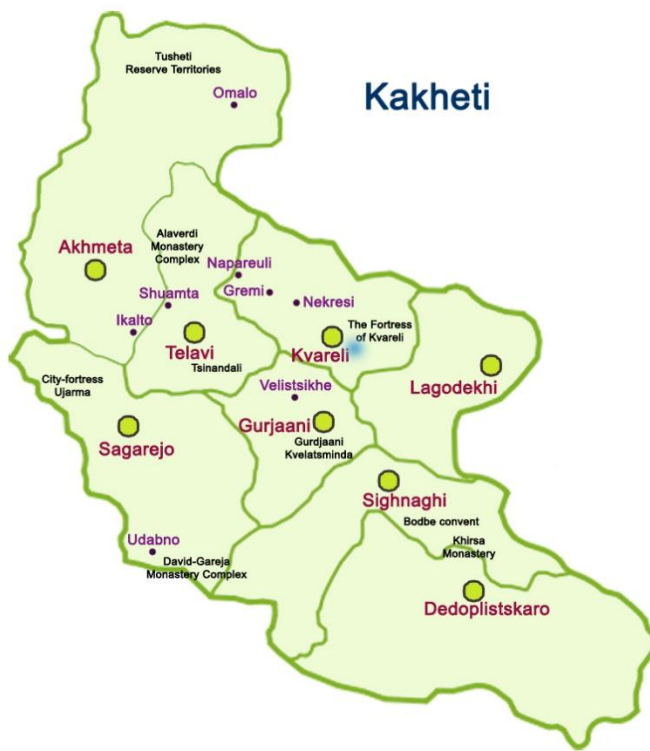 Tusheti
Reserve Territories
Omalo
Kakheti
Akhmeta
Alaverdi
Monastery
Complex
Napareuli
Gremi
Nekresi
Shuamta
Ikalto
Telavi
Tsinandali
The Fortress
of Kvareli
Kvareli
Lagodekhi
City-fortress
Ujarma
Sagarejo
Velistsikhe
Gurjaani
Gurdjaani
Kvelatsminda
Sighnaghi
Bodbe convent
Khirsa
Monastery
Udabno
David-Gareja
Monastery Complex
Dedoplistskaro